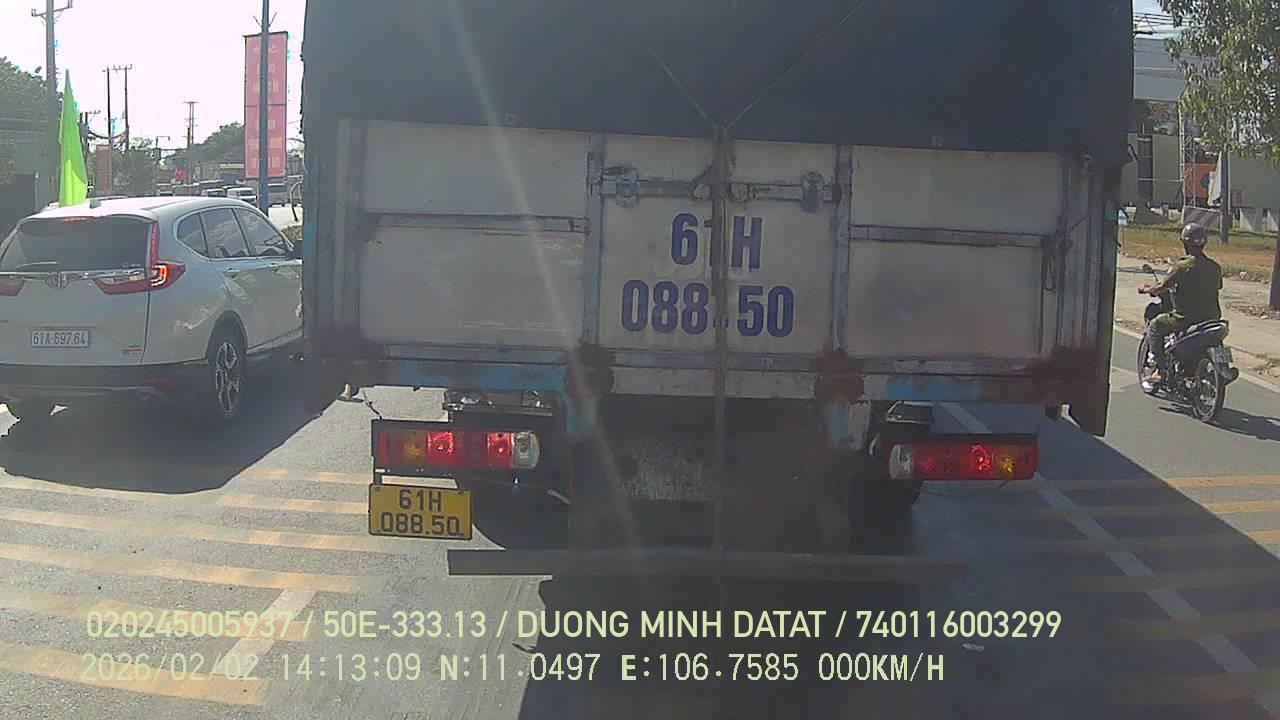 61H
088.50
61A-697.64
61H
088.50
020245005937 / 50E-333.13 / DUONG MINH DATAT / 740116003299
2026/02/02 14:13:09 N:11.0497 E:106.7585 000KM/H